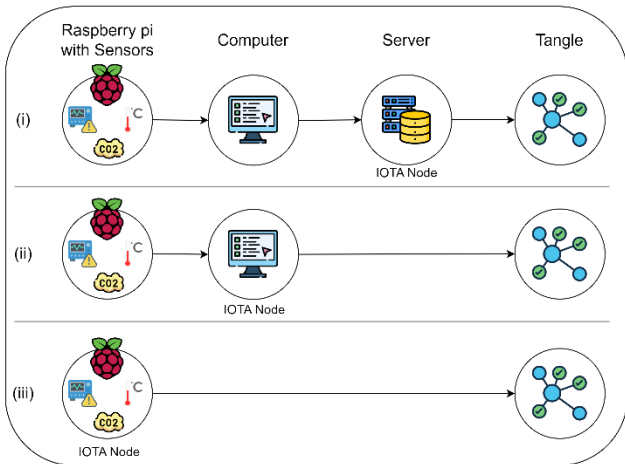 Raspberry pi
with Sensors
Computer
Server
Tangle
(i)
°C
CO2
IOTA Node
(ii)
°C
CO2
IOTA Node
(iii)
°C
CO2
IOTA Node